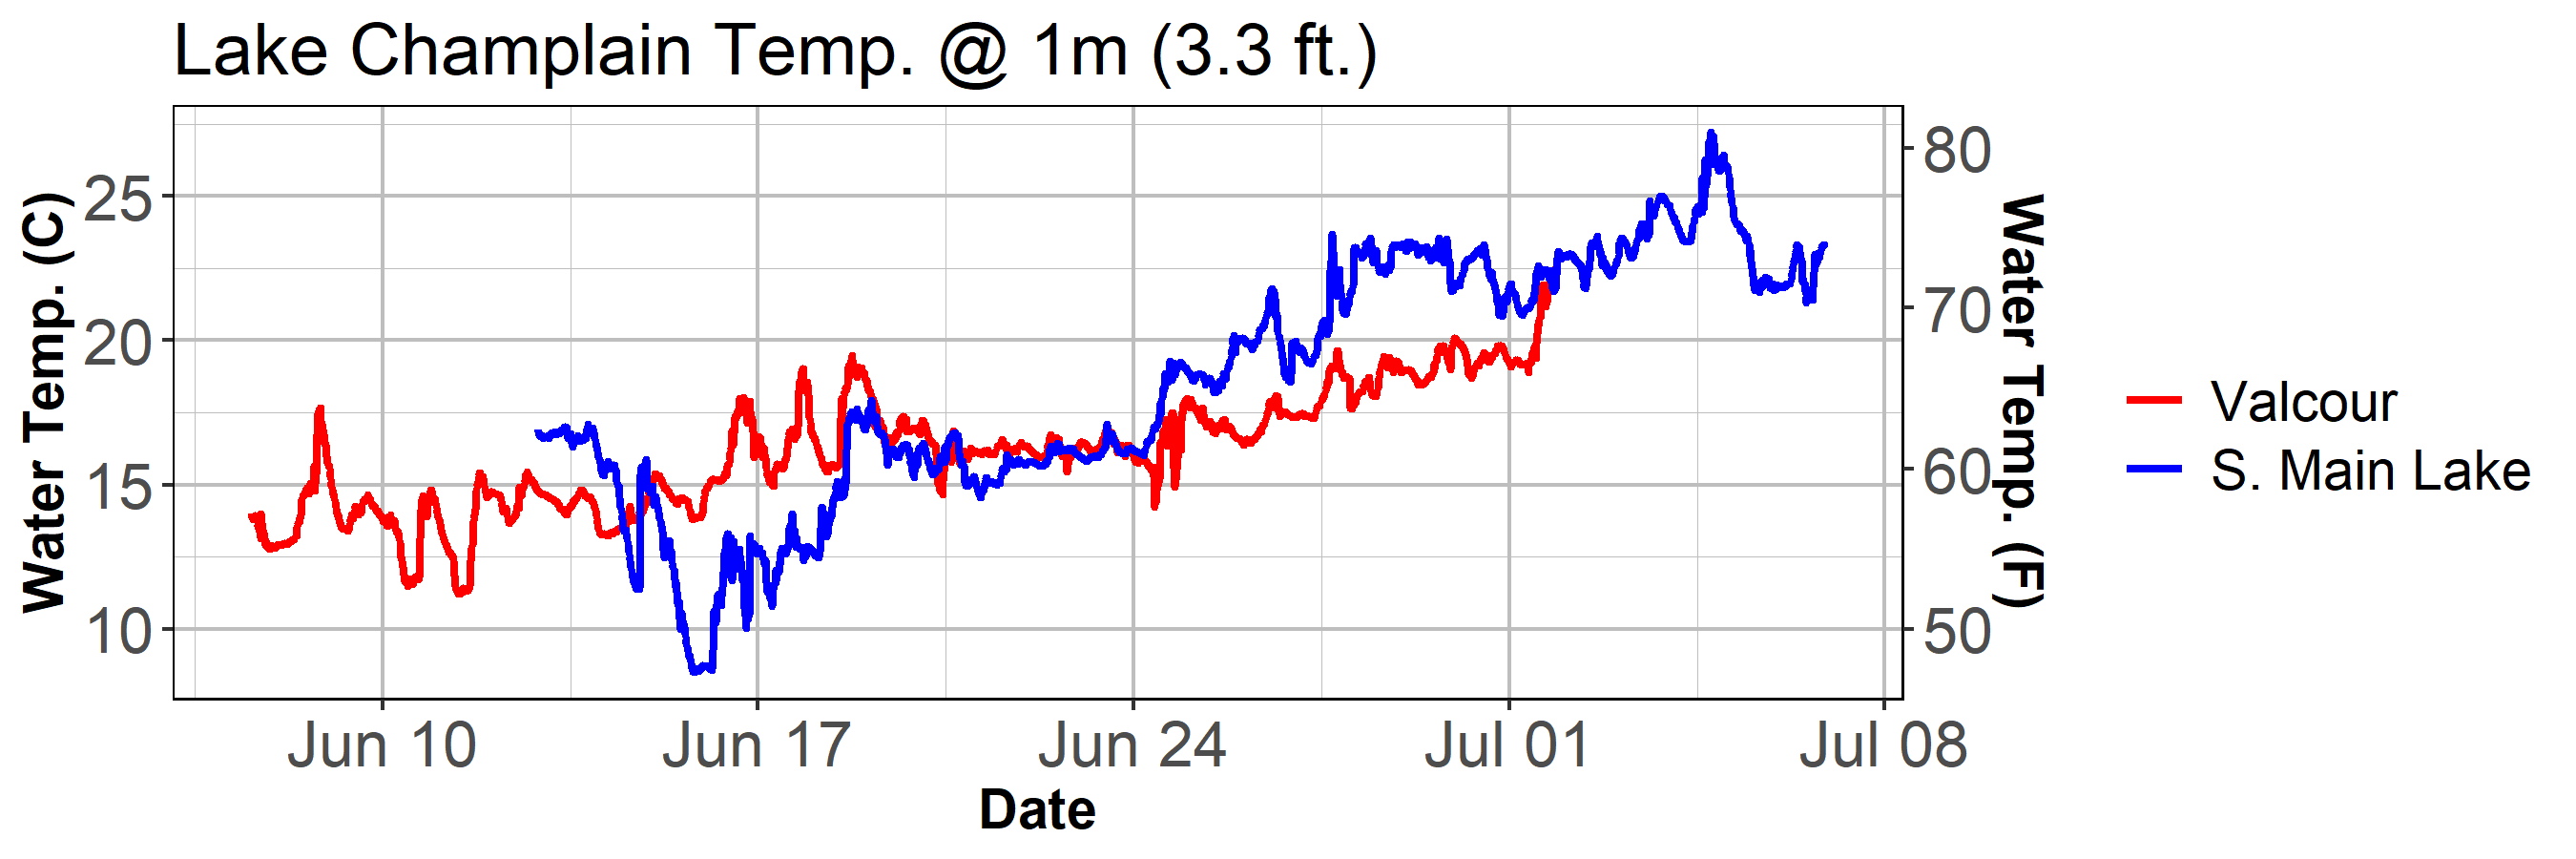 Lake Champlain Temp. @ 1m (3.3 ft.)
Water Temp. (C)
25
20
15
10
80
70
60
50
Water Temp. (F)
Jun 10
Jun 17
Jun 24
Jul 01
Jul 08
Date
Valcour
S. Main Lake